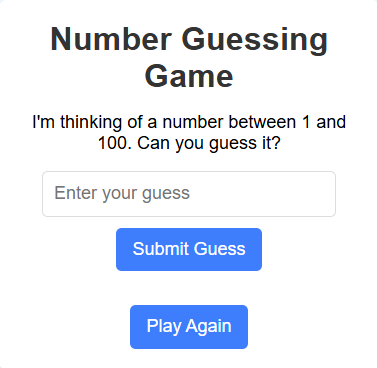 Number Guessing
Game
I'm thinking of a number between 1 and
100. Can you guess it?
Enter your guess
Submit Guess
Play Again